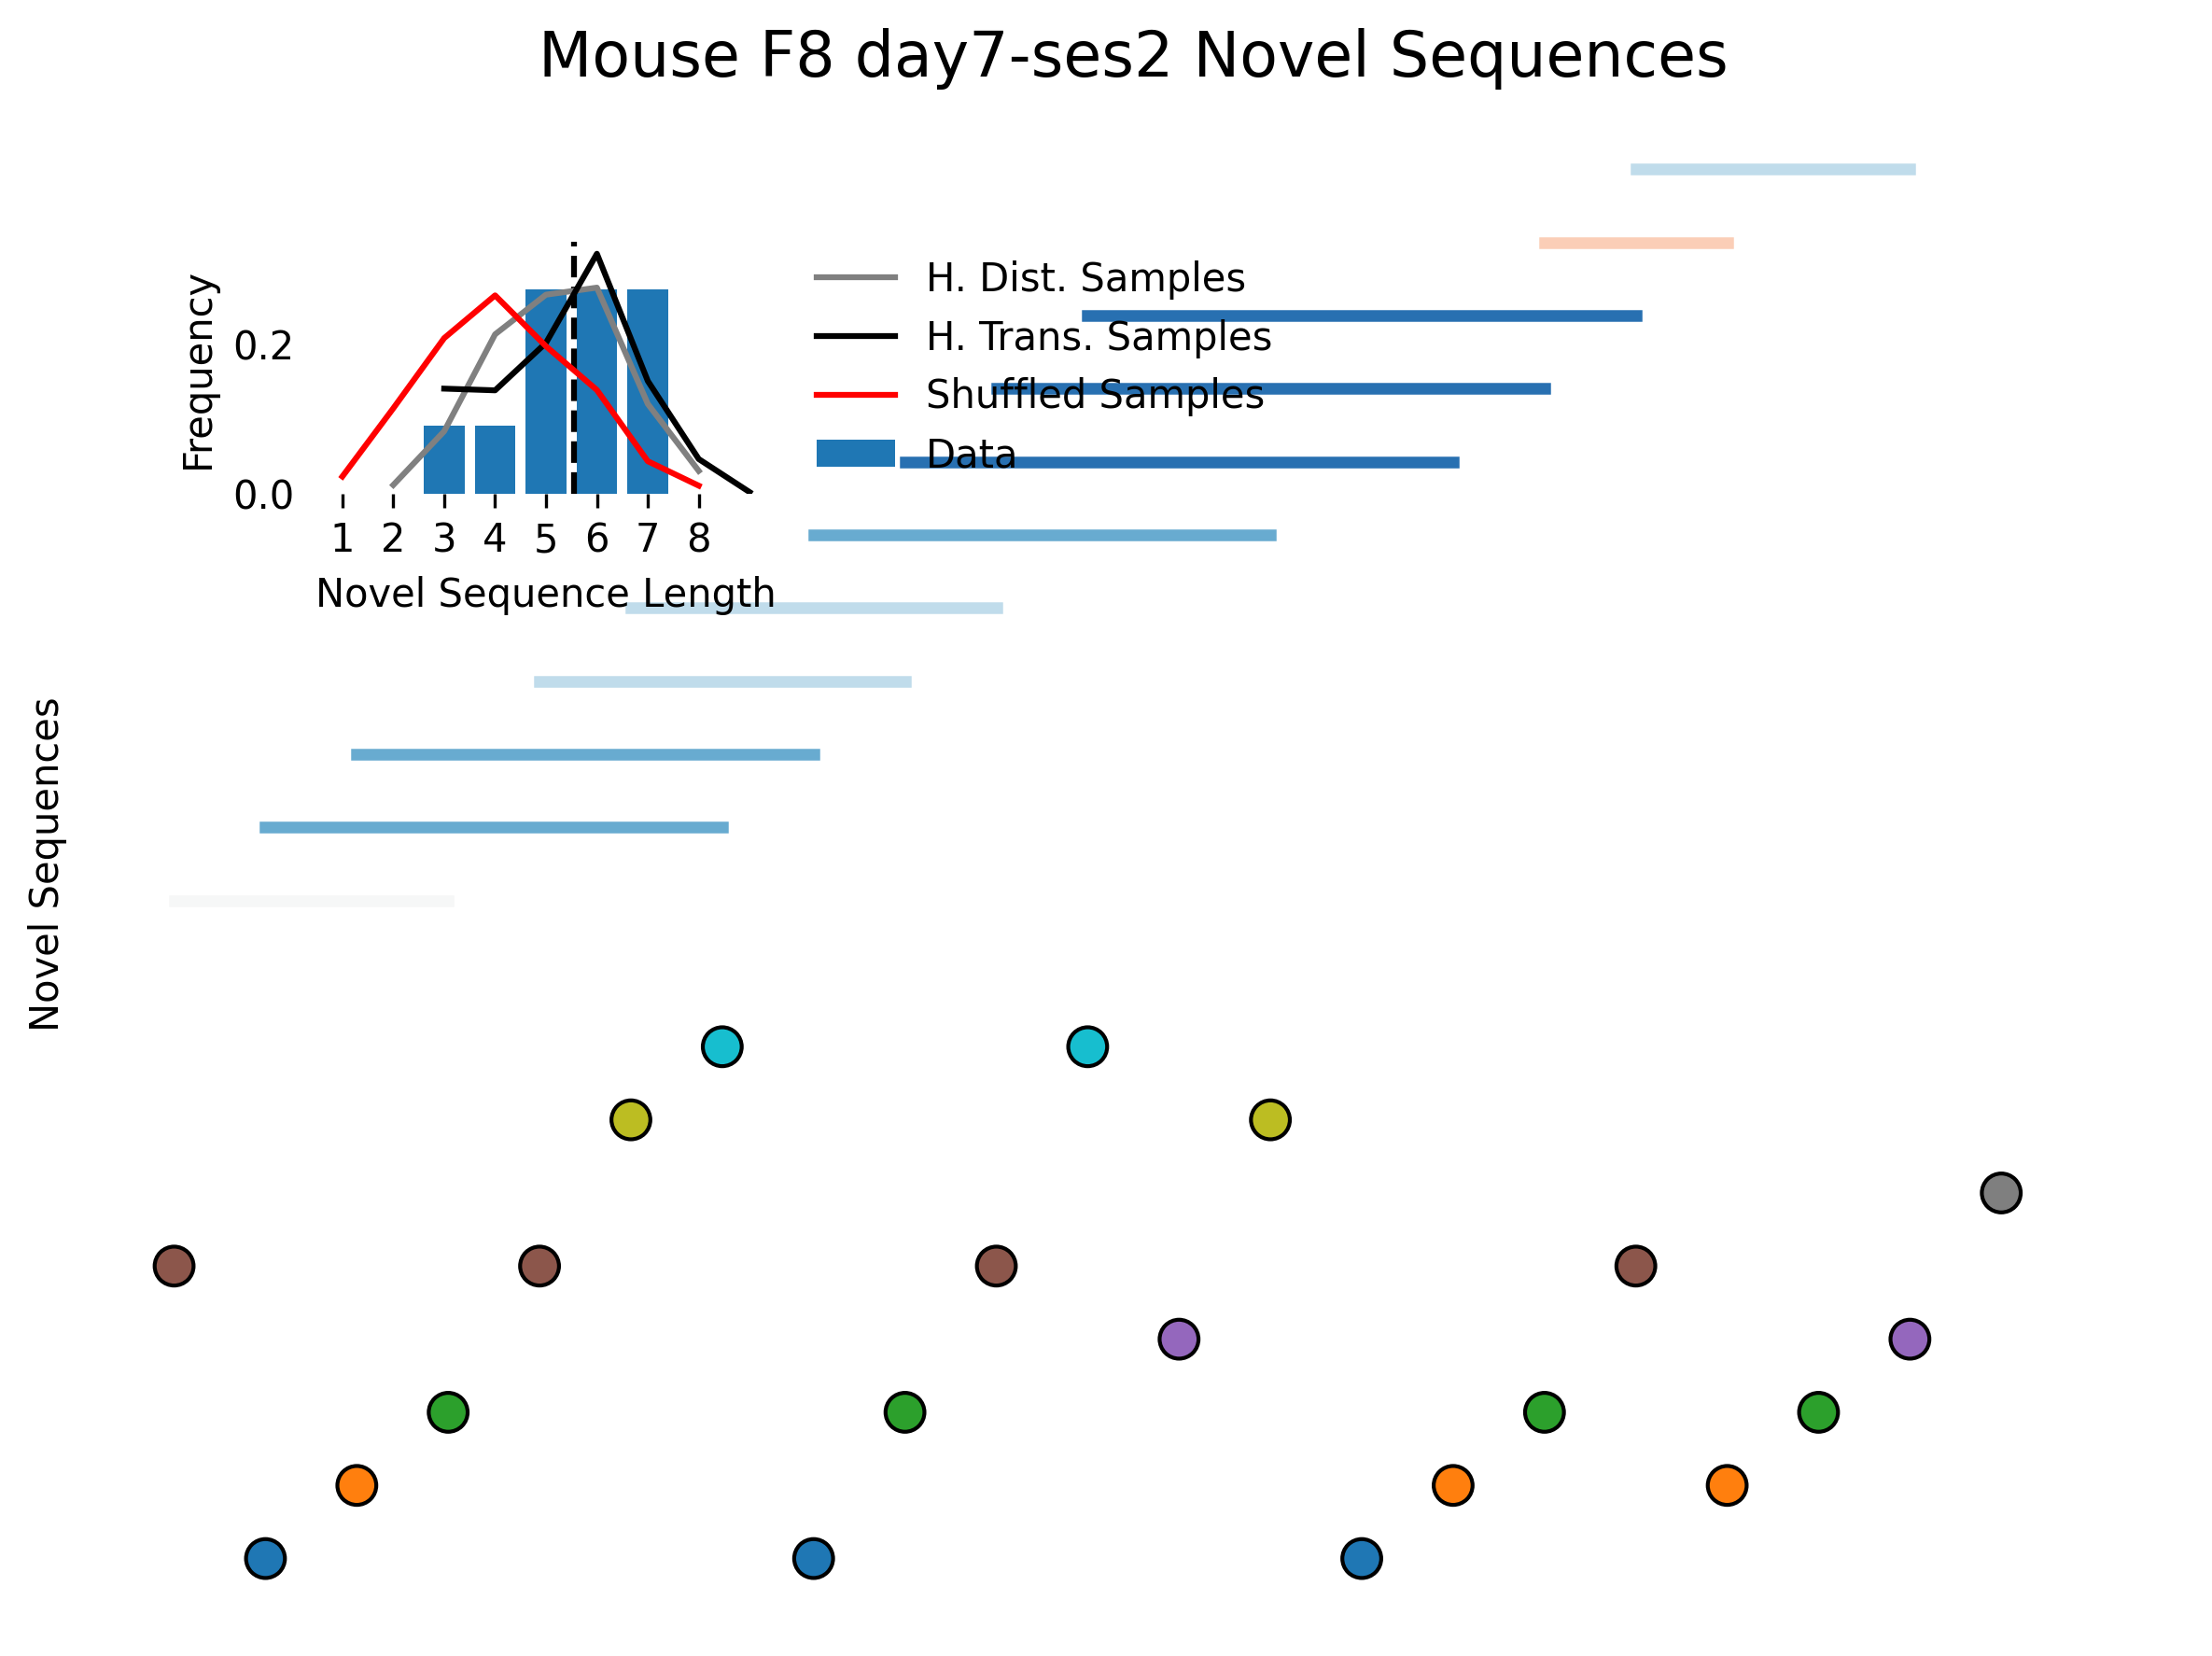 Mouse F8 day7-ses2 Novel Sequences
Frequency
0.2
0.0
1 2 3 4 5 6 7 8
Novel Sequence Length
H. Dist. Samples
H. Trans. Samples
Shuffled Samples
Data
Novel Sequences